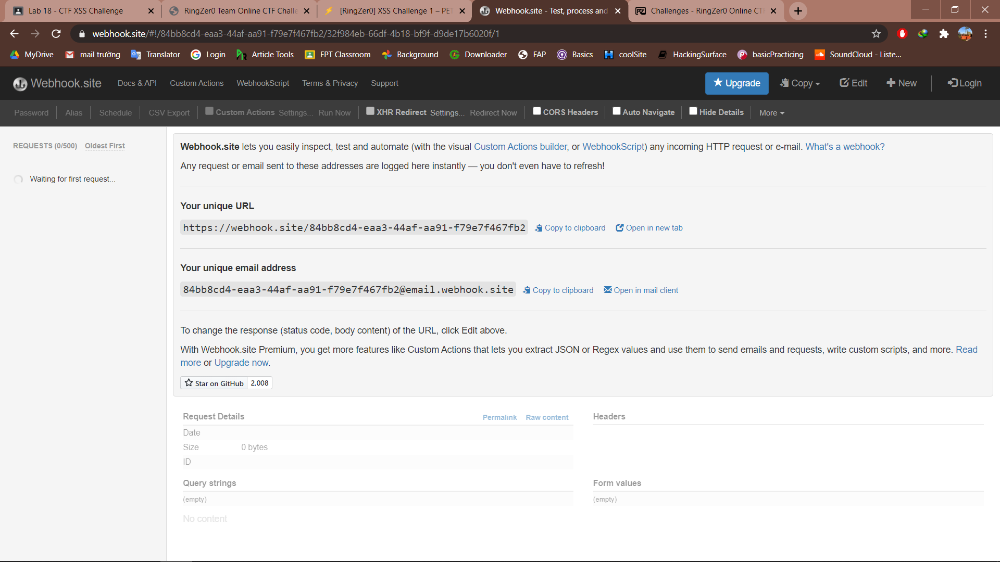 Lab 18 - CTF XSS Challenge
RingZer0 Team Online CTF Challe
[RingZer0] XSS Challenge 1 – PET
Webhook.site - Test, process and
Challenges - RingZer0 Online CTF
webhook.site/#!/84bb8cd4-eaa3-44af-aa91-f79e7f467fb2/32f984eb-66df-4b18-bf9f-d9de17b6020f/1
MyDrive
mail trường
Translator
Login
Article Tools
FPT Classroom
Background
Downloader
FAP
Basics
coolSite
HackingSurface
basicPracticing
SoundCloud - Liste...
Webhook.site
Docs & API
Custom Actions
WebhookScript
Terms & Privacy
Support
Upgrade
Copy
Edit
New
Login
Password
Alias
Schedule
CSV Export
Custom Actions
Settings...
Run Now
XHR Redirect
Settings...
Redirect Now
CORS Headers
Auto Navigate
Hide Details
More
REQUESTS (0/500)
Oldest First
Waiting for first request...
Webhook.site lets you easily inspect, test and automate (with the visual Custom Actions builder, or WebhookScript) any incoming HTTP request or e-mail. What's a webhook?
Any request or email sent to these addresses are logged here instantly — you don't even have to refresh!
Your unique URL
https://webhook.site/84bb8cd4-eaa3-44af-aa91-f79e7f467fb2
Copy to clipboard
Open in new tab
Your unique email address
84bb8cd4-eaa3-44af-aa91-f79e7f467fb2@email.webhook.site
Copy to clipboard
Open in mail client
To change the response (status code, body content) of the URL, click Edit above.
With Webhook.site Premium, you get more features like Custom Actions that lets you extract JSON or Regex values and use them to send emails and requests, write custom scripts, and more. Read
more or Upgrade now.
Star on GitHub
2,008
Request Details
Permalink
Raw content
Headers
Date
Size
0 bytes
ID
Query strings
Form values
(empty)
(empty)
No content